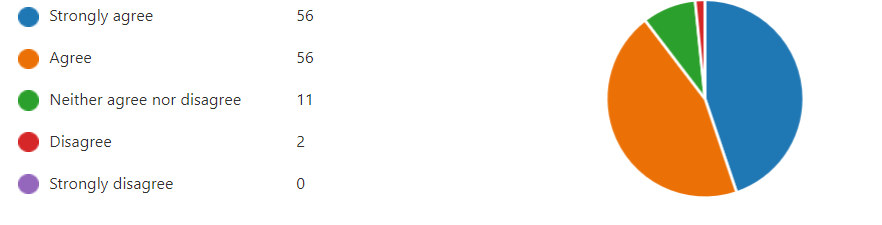 Strongly agree 56
Agree 56
Neither agree nor disagree 11
Disagree 2
Strongly disagree 0